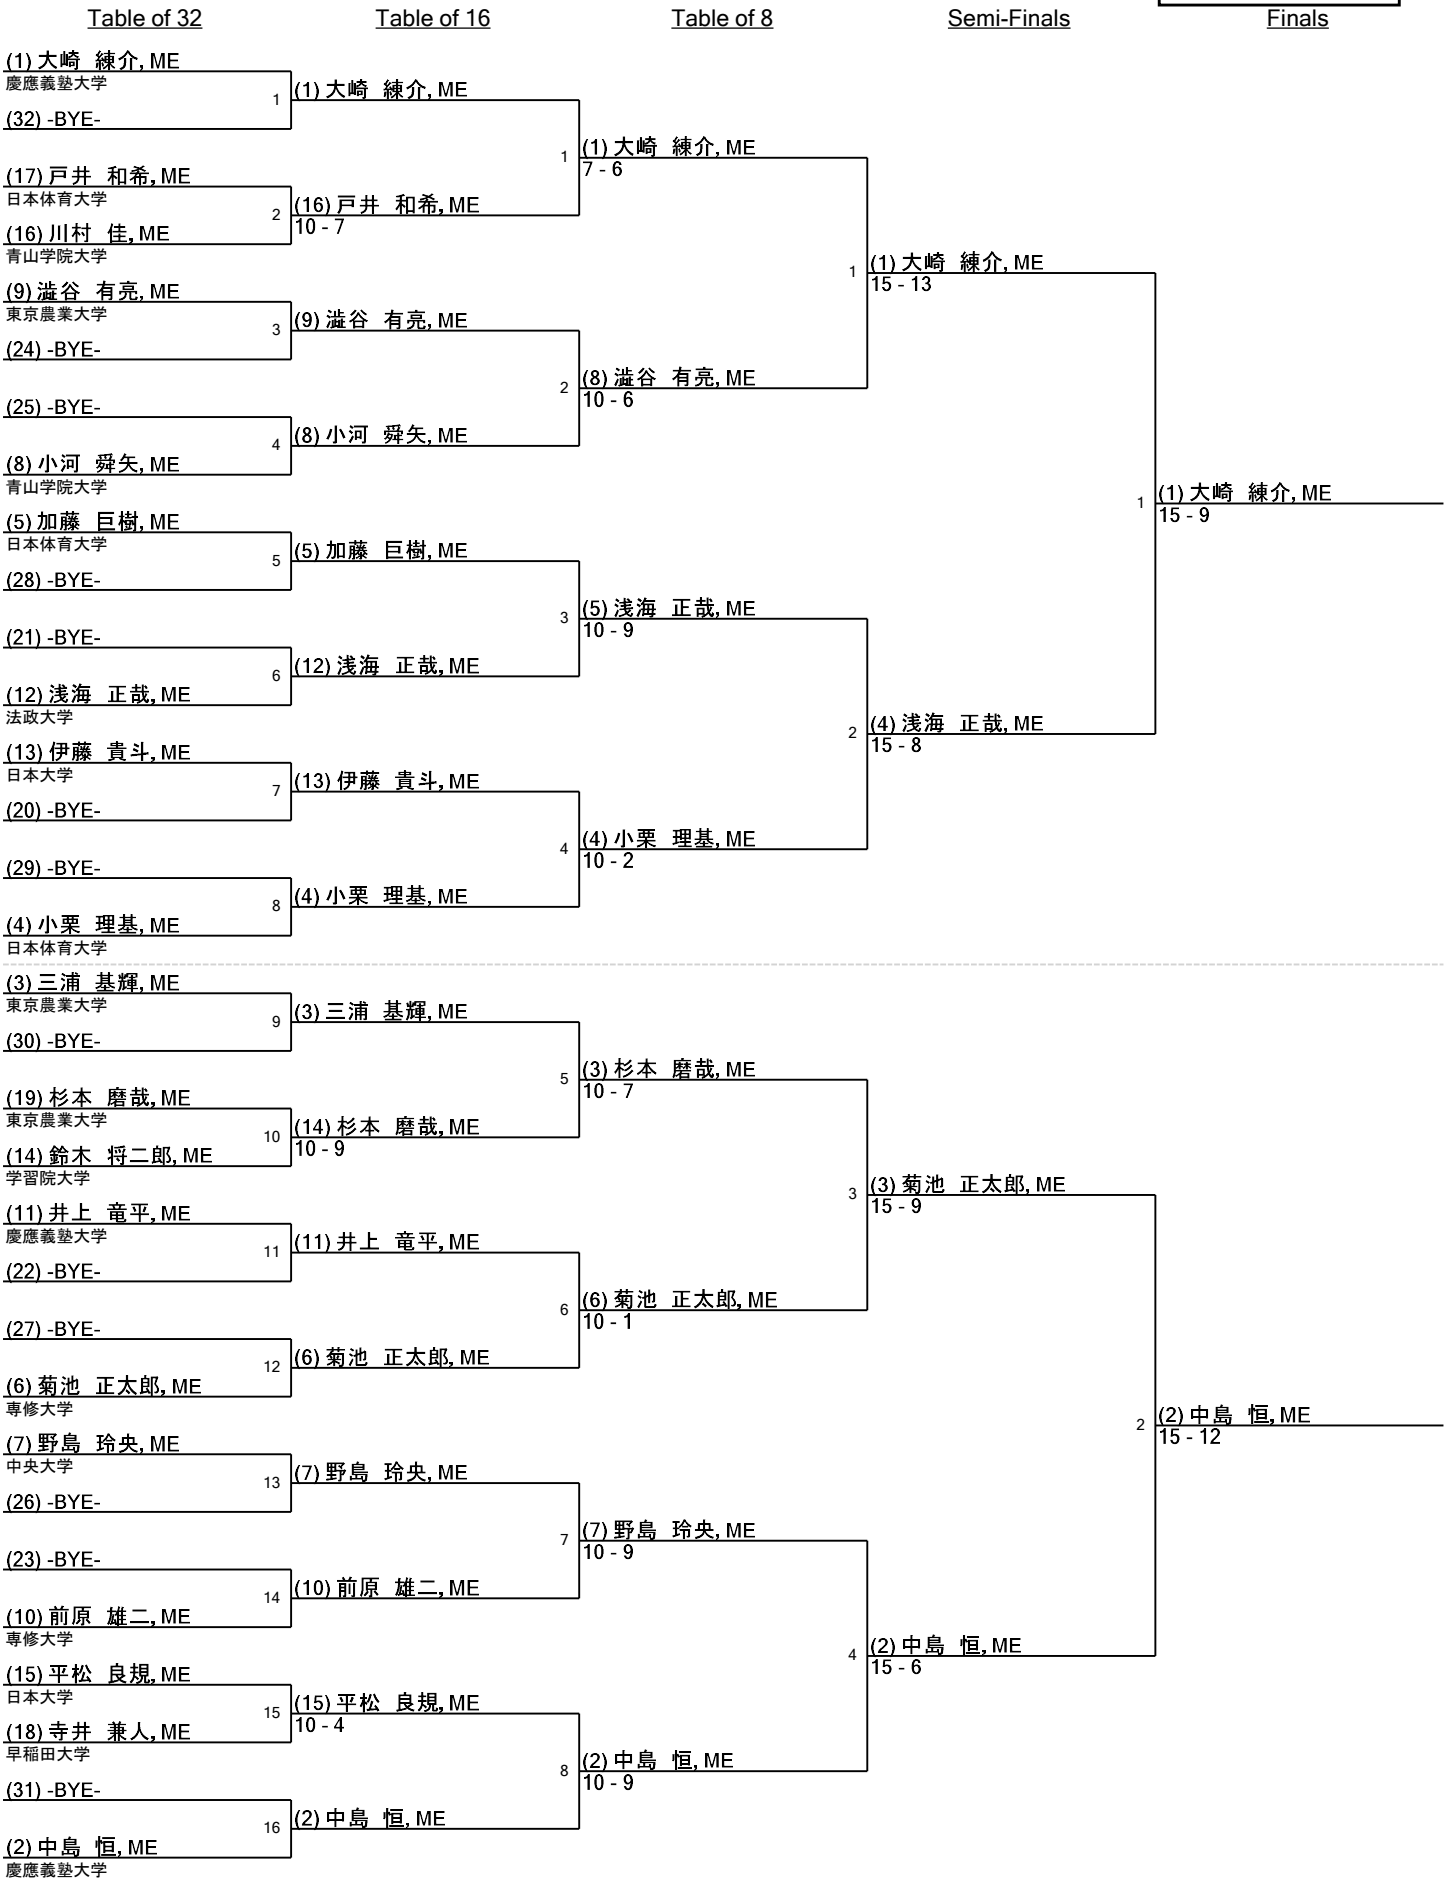 Table of 32
Table of 16
Table of 8
Semi-Finals
Finals
(1) 大崎　練介, ME
慶應義塾大学
1
(32) -BYE-
(17) 戸井　和希, ME
日本体育大学
2
(16) 川村　佳, ME
青山学院大学
(9) 澁谷　有亮, ME
東京農業大学
3
(24) -BYE-
(25) -BYE-
4
(8) 小河　舜矢, ME
青山学院大学
(5) 加藤　巨樹, ME
日本体育大学
5
(28) -BYE-
(21) -BYE-
6
(12) 浅海　正哉, ME
法政大学
(13) 伊藤　貴斗, ME
日本大学
7
(20) -BYE-
(29) -BYE-
8
(4) 小栗　理基, ME
日本体育大学
(3) 三浦　基輝, ME
東京農業大学
9
(30) -BYE-
(19) 杉本　磨哉, ME
東京農業大学
10
(14) 鈴木　将二郎, ME
学習院大学
(11) 井上　竜平, ME
慶應義塾大学
11
(22) -BYE-
(27) -BYE-
12
(6) 菊池　正太郎, ME
専修大学
(7) 野島　玲央, ME
中央大学
13
(26) -BYE-
(23) -BYE-
14
(10) 前原　雄二, ME
専修大学
(15) 平松　良規, ME
日本大学
15
(18) 寺井　兼人, ME
早稲田大学
(31) -BYE-
16
(2) 中島　恒, ME
慶應義塾大学
(1) 大崎　練介, ME
1
(16) 戸井　和希, ME
10 - 7
(9) 澁谷　有亮, ME
2
(8) 小河　舜矢, ME
(5) 加藤　巨樹, ME
3
(12) 浅海　正哉, ME
(13) 伊藤　貴斗, ME
4
(4) 小栗　理基, ME
(3) 三浦　基輝, ME
5
(14) 杉本　磨哉, ME
10 - 9
(11) 井上　竜平, ME
6
(6) 菊池　正太郎, ME
(7) 野島　玲央, ME
7
(10) 前原　雄二, ME
(15) 平松　良規, ME
10 - 4
8
(2) 中島　恒, ME
(1) 大崎　練介, ME
7 - 6
1
(8) 澁谷　有亮, ME
10 - 6
(5) 浅海　正哉, ME
10 - 9
2
(4) 小栗　理基, ME
10 - 2
(3) 杉本　磨哉, ME
10 - 7
3
(6) 菊池　正太郎, ME
10 - 1
(7) 野島　玲央, ME
10 - 9
4
(2) 中島　恒, ME
10 - 9
(1) 大崎　練介, ME
15 - 13
1
(4) 浅海　正哉, ME
15 - 8
(3) 菊池　正太郎, ME
15 - 9
2
(2) 中島　恒, ME
15 - 6
(1) 大崎　練介, ME
15 - 9
(2) 中島　恒, ME
15 - 12